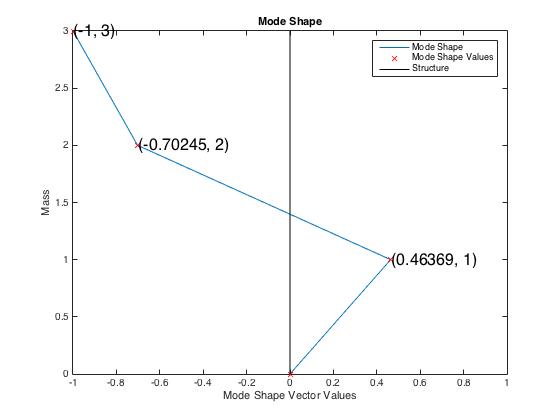 Mode Shape
3
(-1, 3)
Mode Shape
Mode Shape Values
Structure
2.5
2
(-0.70245, 2)
Mass
1.5
1
(0.46369, 1)
0.5
0
-1 -0.8 -0.6 -0.4 -0.2 0 0.2 0.4 0.6 0.8 1
Mode Shape Vector Values